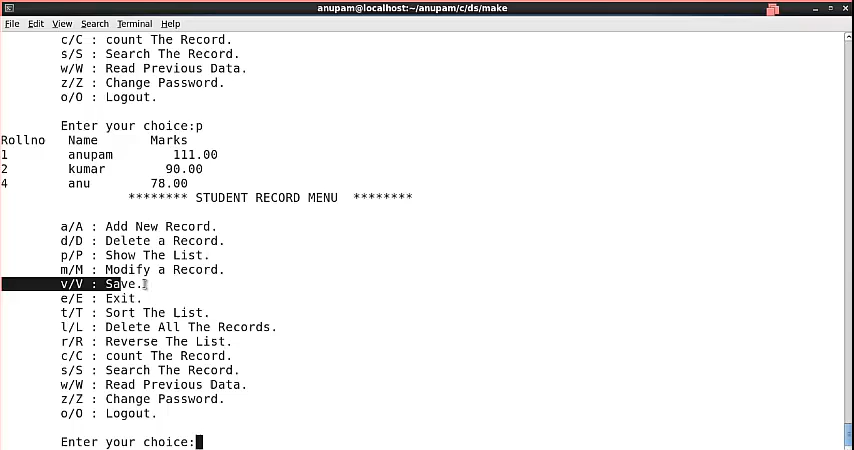 anupam@localhost:~/anupam/c/ds/make
File Edit View Search Terminal Help
c/C : count The Record.
s/S : Search The Record.
w/W : Read Previous Data.
z/Z : Change Password.
o/O : Logout.
Enter your choice:p
Rollno Name Marks
1 anupam 111.00
2 kumar 90.00
4 anu 78.00
******** STUDENT RECORD MENU ********
a/A : Add New Record.
d/D : Delete a Record.
p/P : Show The List.
m/M : Modify a Record.
v/V : Save.
e/E : Exit.
t/T : Sort The List.
l/L : Delete All The Records.
r/R : Reverse The List.
c/C : count The Record.
s/S : Search The Record.
w/W : Read Previous Data.
z/Z : Change Password.
o/O : Logout.
Enter your choice: